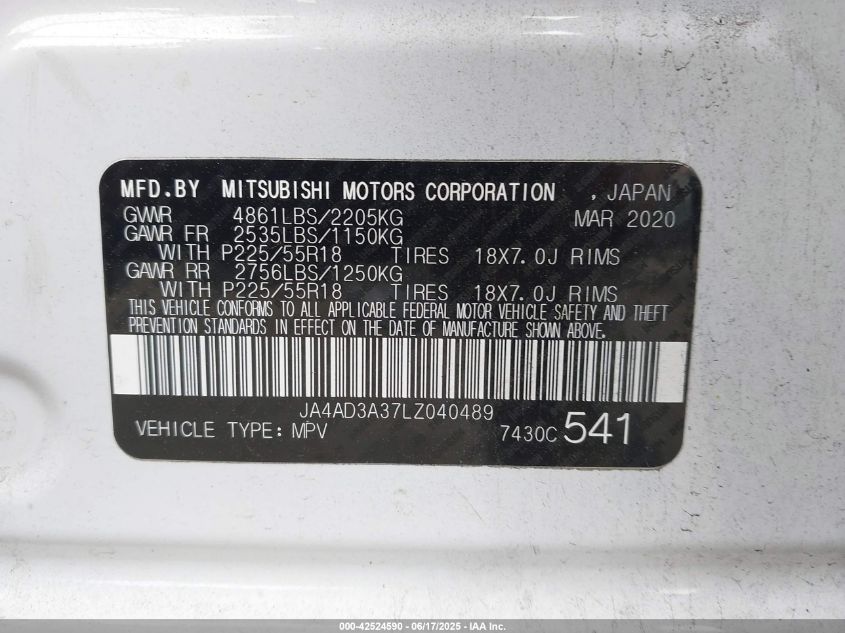 MFD.BY MITSUBISHI MOTORS CORPORATION , JAPAN
GVWR 4861LBS/2205KG MAR 2020
GAWR FR 2535LBS/1150KG
WITH P225/55R18 TIRES 18X7.0J RIMS
GAWR RR 2756LBS/1250KG
WITH P225/55R18 TIRES 18X7.0J RIMS
THIS VEHICLE CONFORMS TO ALL APPLICABLE FEDERAL MOTOR VEHICLE SAFETY AND THEFT
PREVENTION STANDARDS IN EFFECT ON THE DATE OF MANUFACTURE SHOWN ABOVE.
JA4AD3A37LZ040489
VEHICLE TYPE: MPV 7430C 541
000-42524590 - 06/17/2025 - IAA Inc.